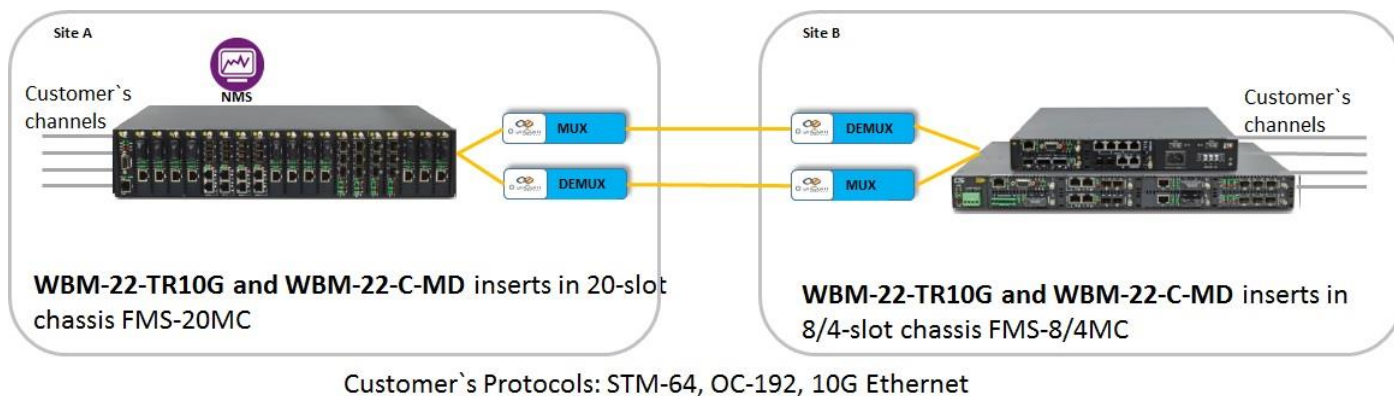 Site A
Site B
NMS
Customer`s
channels
Customer`s
channels
MUX
DEMUX
DEMUX
MUX
WBM-22-TR10G and WBM-22-C-MD inserts in 20-slot
chassis FMS-20MC
WBM-22-TR10G and WBM-22-C-MD inserts in
8/4-slot chassis FMS-8/4MC
Customer`s Protocols: STM-64, OC-192, 10G Ethernet